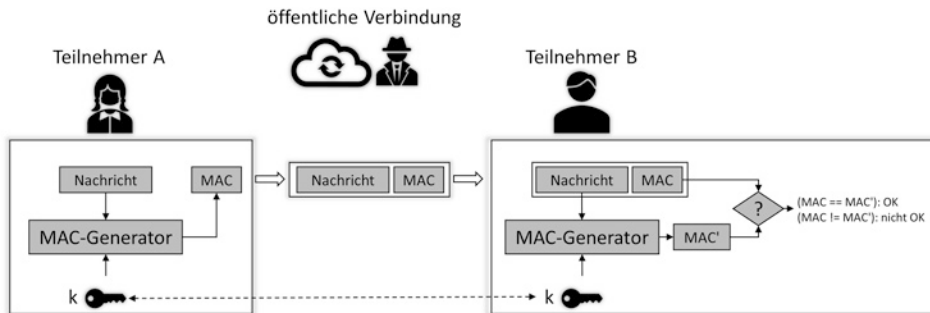 öffentliche Verbindung
Teilnehmer A
Teilnehmer B
Nachricht
MAC
MAC-Generator
k
Nachricht
MAC
Nachricht
MAC
MAC-Generator
MAC'
?
(MAC == MAC'): OK
(MAC != MAC'): nicht OK
k